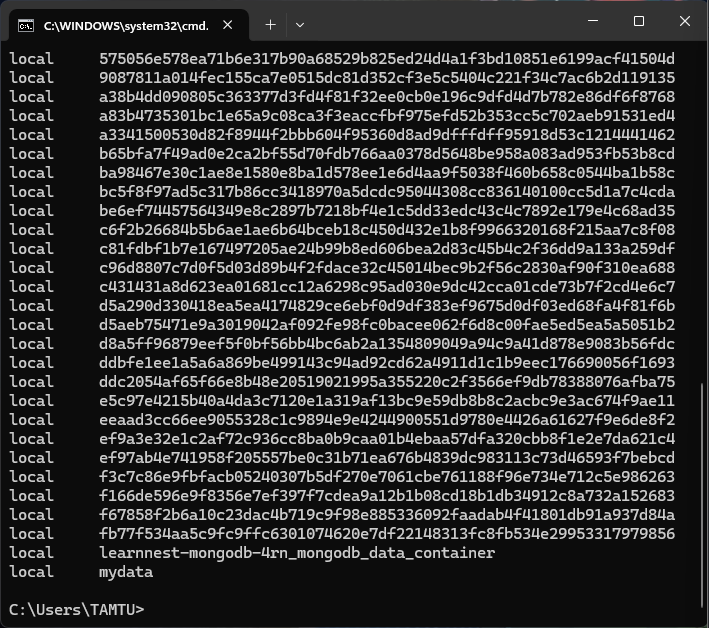 C:\WINDOWS\system32\cmd.
local 575056e578ea71b6e317b90a68529b825ed24d4a1f3bd10851e6199acf41504d
local 9087811a014fec155ca7e0515dc81d352cf3e5c5404c221f34c7ac6b2d119135
local a38b4dd090805c363377d3fd4f81f32ee0cb0e196c9dfd4d7b782e86df6f8768
local a83b4735301bc1e65a9c08ca3f3eaccfbf975efd52b353cc5c702aeb91531ed4
local a3341500530d82f8944f2bbb604f95360d8ad9dfffdff95918d53c1214441462
local b65bfa7f49ad0e2ca2bf55d70fdb766aa0378d5648be958a083ad953fb53b8cd
local ba98467e30c1ae8e1580e8ba1d578ee1e6d4aa9f5038f460b658c0544ba1b58c
local bc5f8f97ad5c317b86cc3418970a5dcdc95044308cc836140100cc5d1a7c4cda
local be6ef74457564349e8c2897b7218bf4e1c5dd33edc43c4c7892e179e4c68ad35
local c6f2b26684b5b6ae1ae6b64bceb18c450d432e1b8f9966320168f215aa7c8f08
local c81fdbf1b7e167497205ae24b99b8ed606bea2d83c45b4c2f36dd9a133a259df
local c96d8807c7d0f5d03d89b4f2fdace32c45014bec9b2f56c2830af90f310ea688
local c431431a8d623ea01681cc12a6298c95ad030e9dc42cca01cde73b7f2cd4e6c7
local d5a290d330418ea5ea4174829ce6ebf0d9df383ef9675d0df03ed68fa4f81f6b
local d5aeb75471e9a3019042af092fe98fc0bacee062f6d8c00fae5ed5ea5a5051b2
local d8a5ff96879eef5f0bf56bb4bc6ab2a1354809049a94c9a41d878e9083b56fdc
local ddbfe1ee1a5a6a869be499143c94ad92cd62a4911d1c1b9eec176690056f1693
local ddc2054af65f66e8b48e20519021995a355220c2f3566ef9db78388076afba75
local e5c97e4215b40a4da3c7120e1a319af13bc9e59db8b8c2acbc9e3ac674f9ae11
local eeaad3cc66ee9055328c1c9894e9e4244900551d9780e4426a61627f9e6de8f2
local ef9a3e32e1c2af72c936cc8ba0b9caa01b4ebaa57dfa320cbb8f1e2e7da621c4
local ef97ab4e741958f205557be0c31b71ea676b4839dc983113c73d46593f7bebcd
local f3c7c86e9fbfacb05240307b5df270e7061cbe761188f96e734e712c5e986263
local f166de596e9f8356e7ef397f7cdea9a12b1b08cd18b1db34912c8a732a152683
local f67858f2b6a10c23dac4b719c9f98e885336092faadab4f41801db91a937d84a
local fb77f534aa5c9fc9ffc6301074620e7df22148313fc8fb534e29953317979856
local learnnest-mongodb-4rn_mongodb_data_container
local mydata
C:\Users\TAMTU>